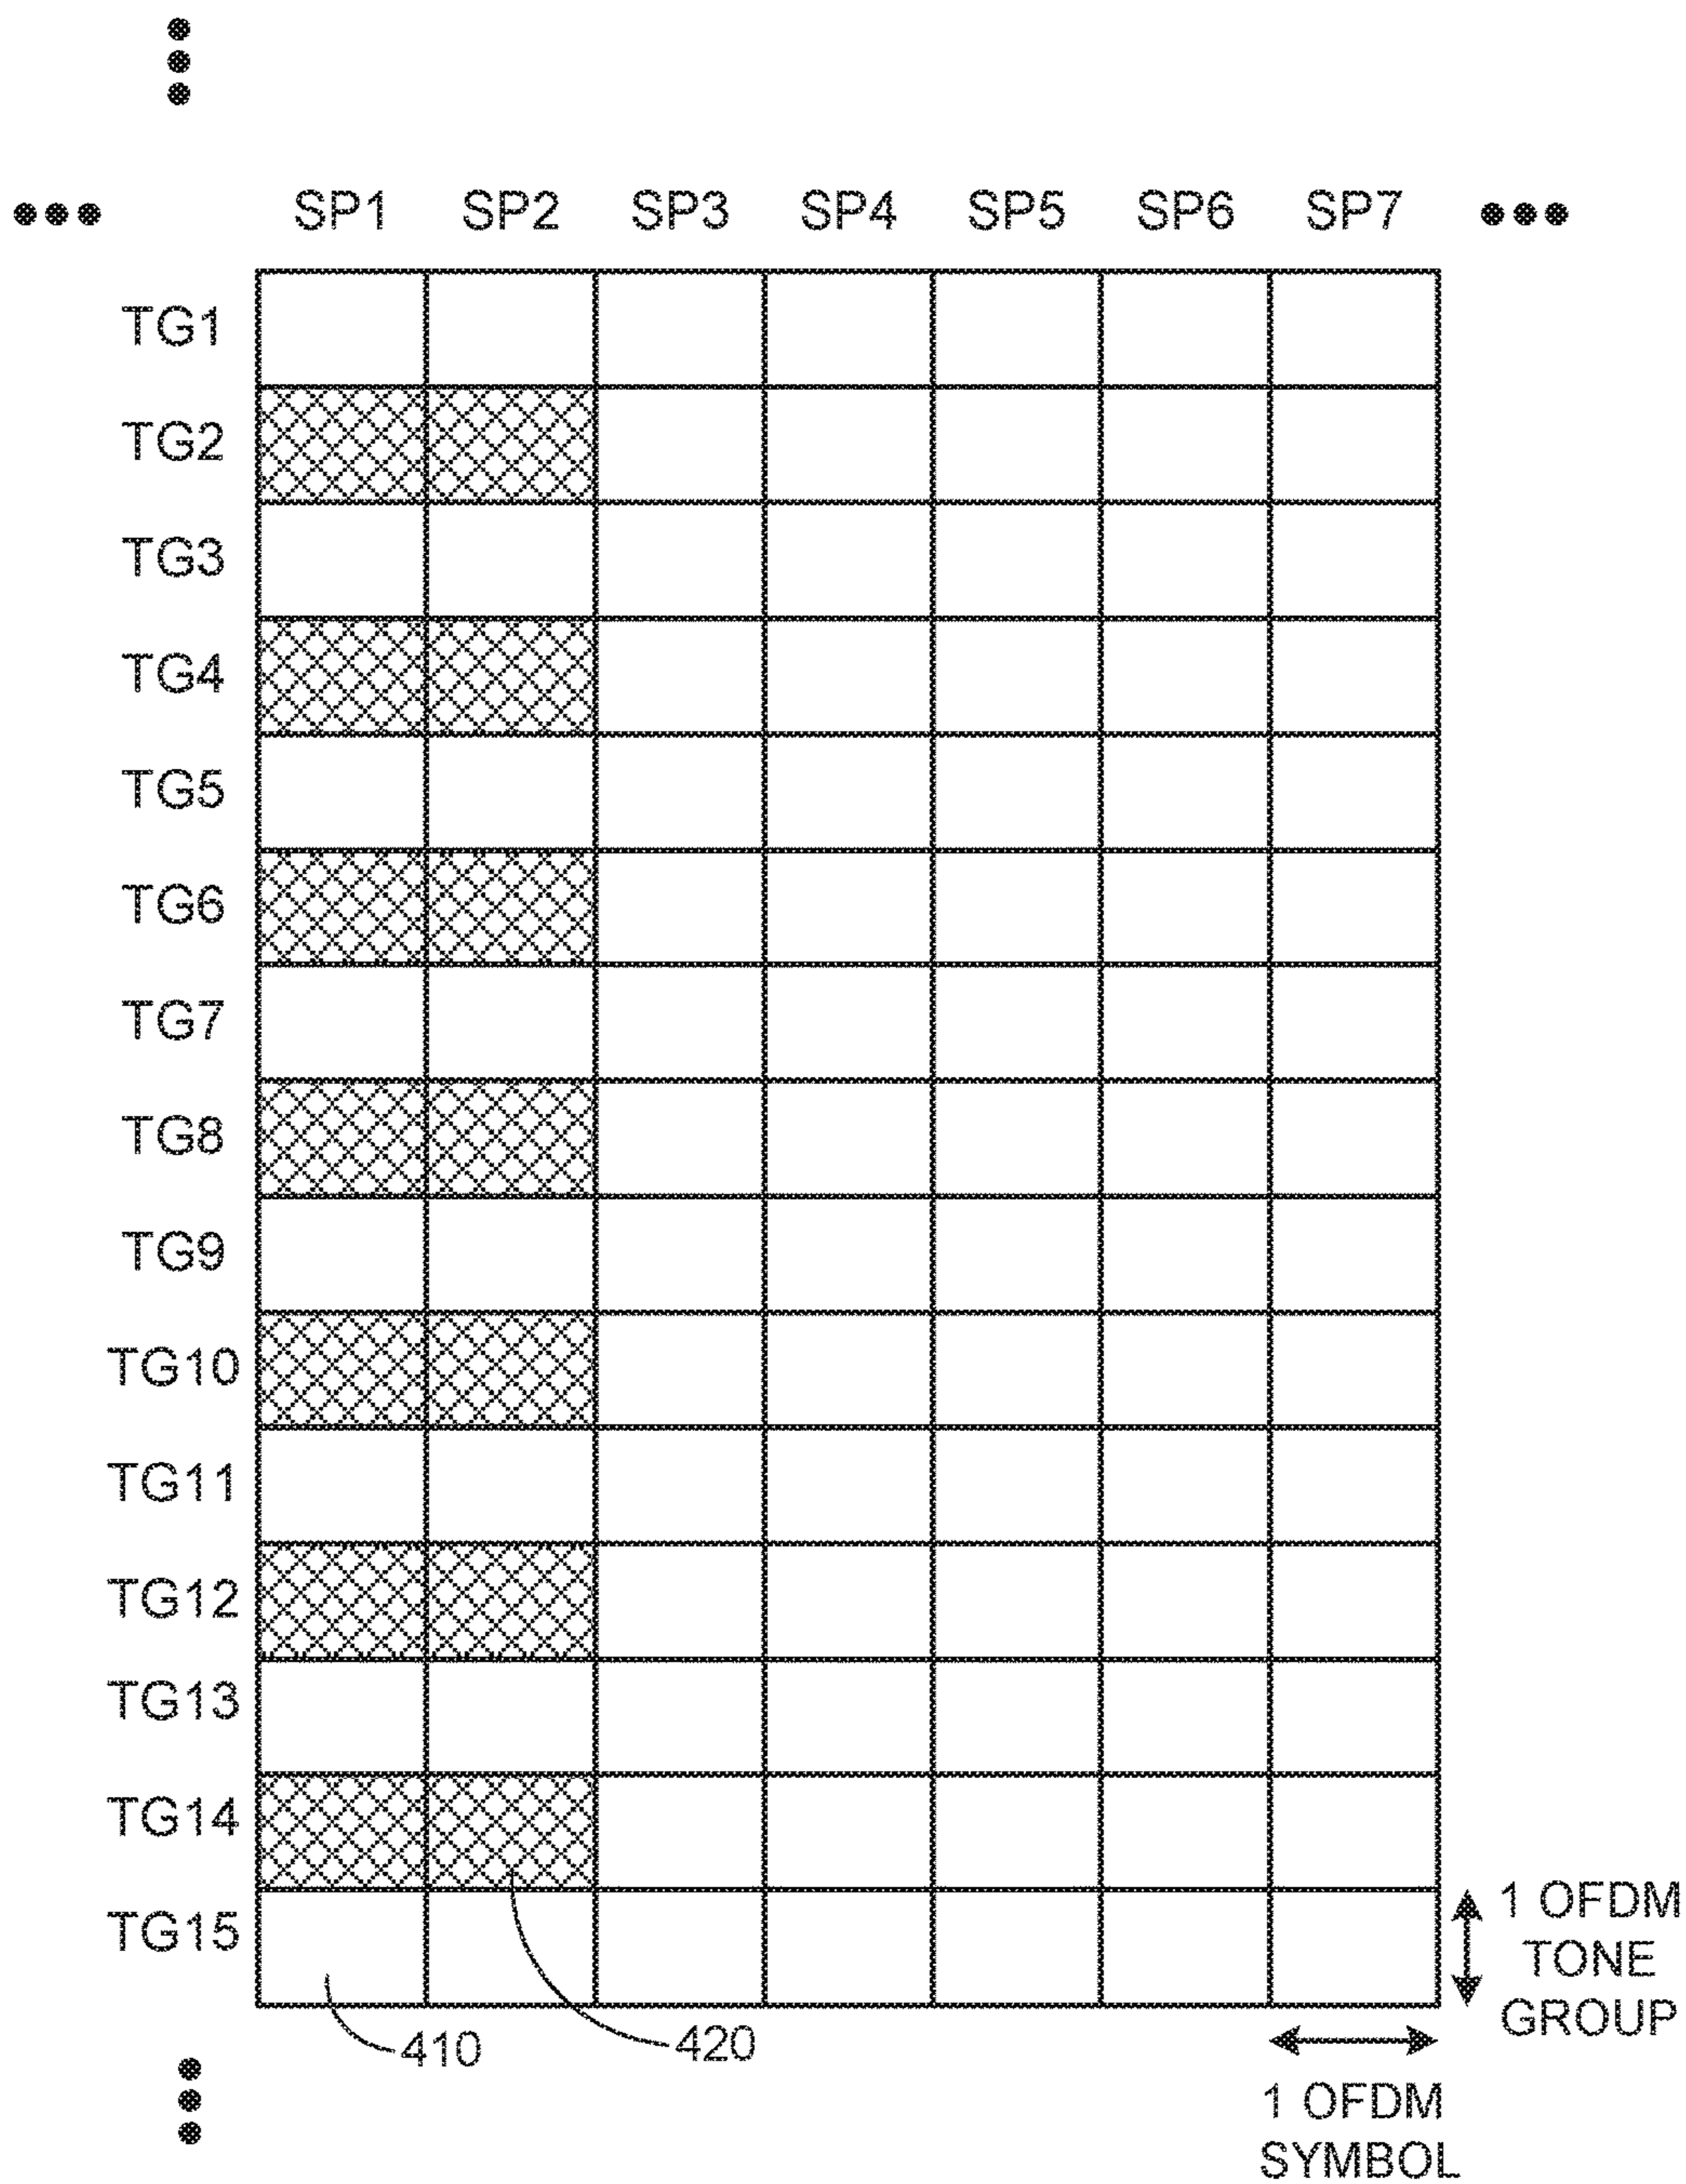 SP1 SP2 SP3 SP4 SP5 SP6 SP7
TG1
TG2
TG3
TG4
TG5
TG6
TG7
TG8
TG9
TG10
TG11
TG12
TG13
TG14
TG15
1 OFDM
TONE
GROUP
410
420
1 OFDM
SYMBOL